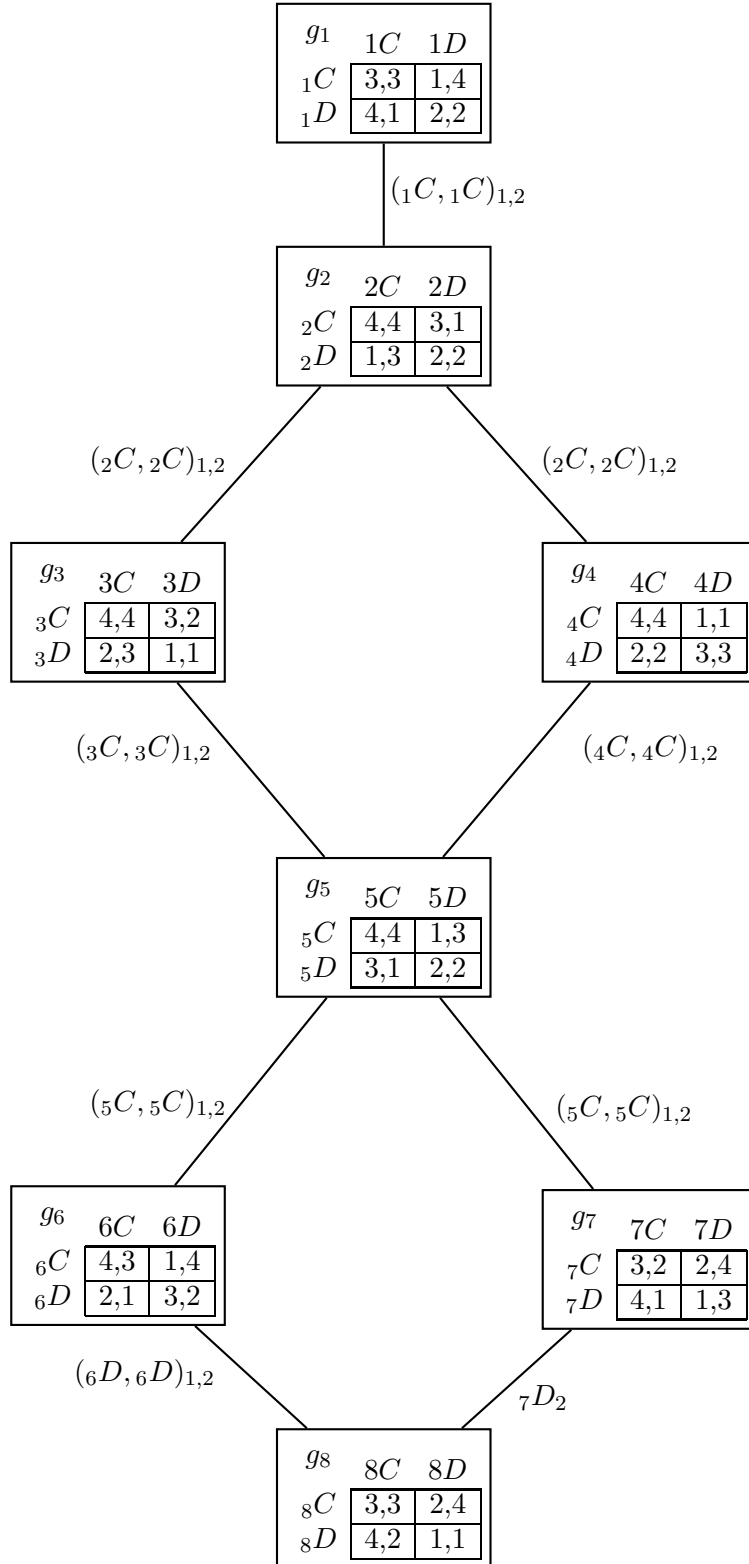 g₁ 1C 1D
₁C 3,3 1,4
₁D 4,1 2,2
(₁C, ₁C)₁,₂
g₂ 2C 2D
₂C 4,4 3,1
₂D 1,3 2,2
(₂C, ₂C)₁,₂ (₂C, ₂C)₁,₂
g₃ 3C 3D
₃C 4,4 3,2
₃D 2,3 1,1
g₄ 4C 4D
₄C 4,4 1,1
₄D 2,2 3,3
(₃C, ₃C)₁,₂ (₄C, ₄C)₁,₂
g₅ 5C 5D
₅C 4,4 1,3
₅D 3,1 2,2
(₅C, ₅C)₁,₂ (₅C, ₅C)₁,₂
g₆ 6C 6D
₆C 4,3 1,4
₆D 2,1 3,2
g₇ 7C 7D
₇C 3,2 2,4
₇D 4,1 1,3
(₆D, ₆D)₁,₂ ₇D₂
g₈ 8C 8D
₈C 3,3 2,4
₈D 4,2 1,1